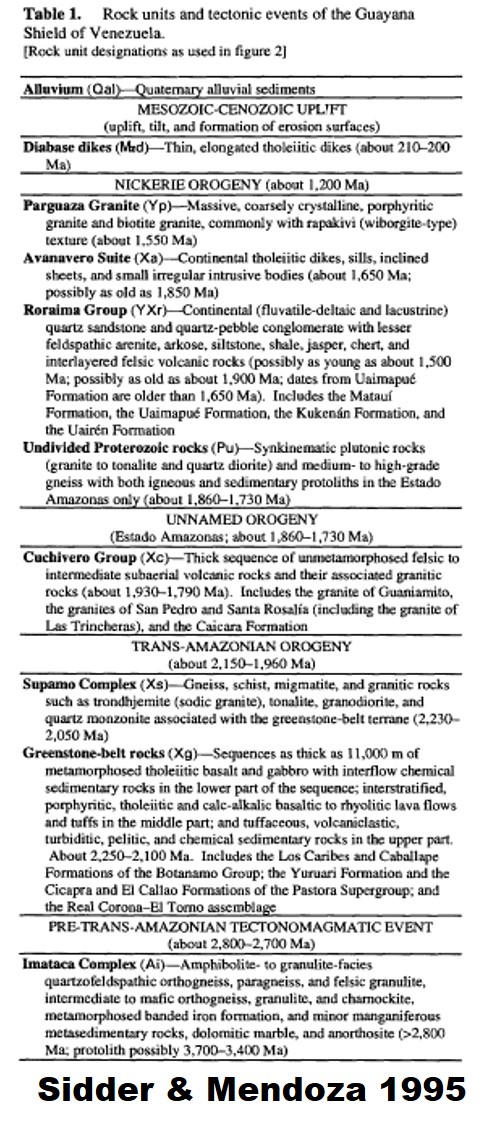 Table 1. Rock units and tectonic events of the Guayana
Shield of Venezuela.
[Rock unit designations as used in figure 2]
Alluvium (Qal)—Quaternary alluvial sediments
MESOZOIC-CENOZOIC UPLIFT
(uplift, tilt, and formation of erosion surfaces)
Diabase dikes (Mzd)—Thin, elongated tholeiitic dikes (about 210–200
Ma)
NICKERIE OROGENY (about 1,200 Ma)
Parguaza Granite (Yp)—Massive, coarsely crystalline, porphyritic
granite and biotite granite, commonly with rapakivi (wiborgite-type)
texture (about 1,550 Ma)
Avanavero Suite (Xa)—Continental tholeiitic dikes, sills, inclined
sheets, and small irregular intrusive bodies (about 1,650 Ma;
possibly as old as 1,850 Ma)
Roraima Group (YXr)—Continental (fluvatile-deltaic and lacustrine)
quartz sandstone and quartz-pebble conglomerate with lesser
feldspathic arenite, arkose, siltstone, shale, jasper, chert, and
interlayered felsic volcanic rocks (possibly as young as about 1,500
Ma; possibly as old as about 1,900 Ma; dates from Uaimapué
Formation are older than 1,650 Ma). Includes the Matauí
Formation, the Uaimapué Formation, the Kukenán Formation, and
the Uairén Formation
Undivided Proterozoic rocks (Pu)—Synkinematic plutonic rocks
(granite to tonalite and quartz diorite) and medium- to high-grade
gneiss with both igneous and sedimentary protoliths in the Estado
Amazonas only (about 1,860–1,730 Ma)
UNNAMED OROGENY
(Estado Amazonas; about 1,860–1,730 Ma)
Cuchivero Group (Xc)—Thick sequence of unmetamorphosed felsic to
intermediate subaerial volcanic rocks and their associated granitic
rocks (about 1,930–1,790 Ma). Includes the granite of Guaniamito,
the granites of San Pedro and Santa Rosalía (including the granite of
Las Trincheras), and the Caicara Formation
TRANS-AMAZONIAN OROGENY
(about 2,150–1,960 Ma)
Supamo Complex (Xs)—Gneiss, schist, migmatite, and granitic rocks
such as trondhjemite (sodic granite), tonalite, granodiorite, and
quartz monzonite associated with the greenstone-belt terrane (2,230–
2,050 Ma)
Greenstone-belt rocks (Xg)—Sequences as thick as 11,000 m of
metamorphosed tholeiitic basalt and gabbro with interflow chemical
sedimentary rocks in the lower part of the sequence; interstratified,
porphyritic, tholeiitic and calc-alkalic basaltic to rhyolitic lava flows
and tuffs in the middle part; and tuffaceous, volcaniclastic,
turbiditic, pelitic, and chemical sedimentary rocks in the upper part.
About 2,250–2,100 Ma. Includes the Los Caribes and Caballape
Formations of the Botanamo Group; the Yuruari Formation and the
Cicapra and El Callao Formations of the Pastora Supergroup; and
the Real Corona–El Torno assemblage
PRE-TRANS-AMAZONIAN TECTONOMAGMATIC EVENT
(about 2,800–2,700 Ma)
Imataca Complex (Ai)—Amphibolite- to granulite-facies
quartzofeldspathic orthogneiss, paragneiss, and felsic granulite,
intermediate to mafic orthogneiss, granulite, and charnockite,
metamorphosed banded iron formation, and minor manganiferous
metasedimentary rocks, dolomitic marble, and anorthosite (>2,800
Ma; protolith possibly 3,700–3,400 Ma)
Sidder & Mendoza 1995